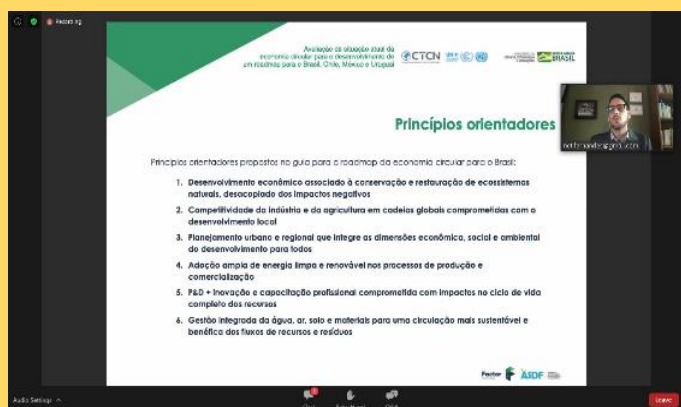 Recording
Avaliação da situação atual da
economia circular para o desenvolvimento de
um roadmap para o Brasil, Chile, México e Uruguai
CTCN
BRASIL
Princípios orientadores
Princípios orientadores propostos no guia para o roadmap da economia circular para o Brasil:
1. Desenvolvimento econômico associado à conservação e restauração de ecossistemas
naturais, desacoplado dos impactos negativos
2. Competitividade da indústria e da agricultura em cadeias globais comprometidas com o
desenvolvimento local
3. Planejamento urbano e regional que integre as dimensões econômica, social e ambiental
do desenvolvimento para todos
4. Adoção ampla de energia limpa e renovável nos processos de produção e
comercialização
5. P&D + inovação e capacitação profissional comprometida com impactos no ciclo de vida
completo dos recursos
6. Gestão integrada da água, ar, solo e materiais para uma circulação mais sustentável e
benéfica dos fluxos de recursos e resíduos
Factor
ASDF
Audio Settings
Leave